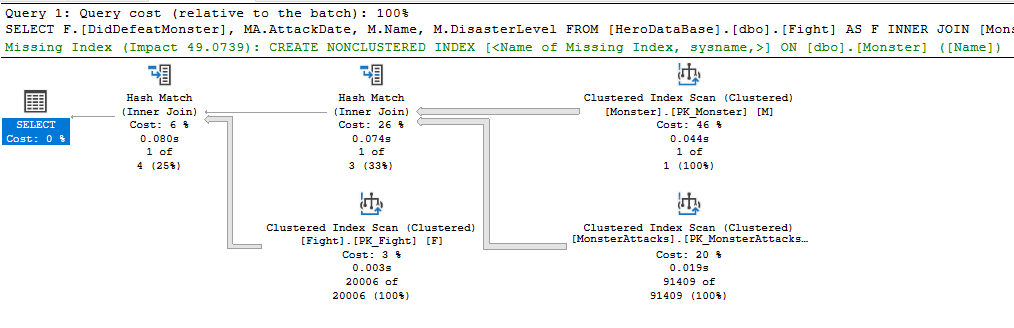 Query 1: Query cost (relative to the batch): 100%
SELECT F.[DidDefeatMonster], MA.AttackDate, M.Name, M.DisasterLevel FROM [HeroDataBase].[dbo].[Fight] AS F INNER JOIN [Mons
Missing Index (Impact 49.0739): CREATE NONCLUSTERED INDEX [<Name of Missing Index, sysname,>] ON [dbo].[Monster] ([Name])
SELECT
Cost: 0 %
Hash Match
(Inner Join)
Cost: 6 %
0.080s
1 of
4 (25%)
Hash Match
(Inner Join)
Cost: 26 %
0.074s
1 of
3 (33%)
Clustered Index Scan (Clustered)
[Monster].[PK_Monster] [M]
Cost: 46 %
0.044s
1 of
1 (100%)
Clustered Index Scan (Clustered)
[Fight].[PK_Fight] [F]
Cost: 3 %
0.003s
20006 of
20006 (100%)
Clustered Index Scan (Clustered)
[MonsterAttacks].[PK_MonsterAttacks…
Cost: 20 %
0.019s
91409 of
91409 (100%)